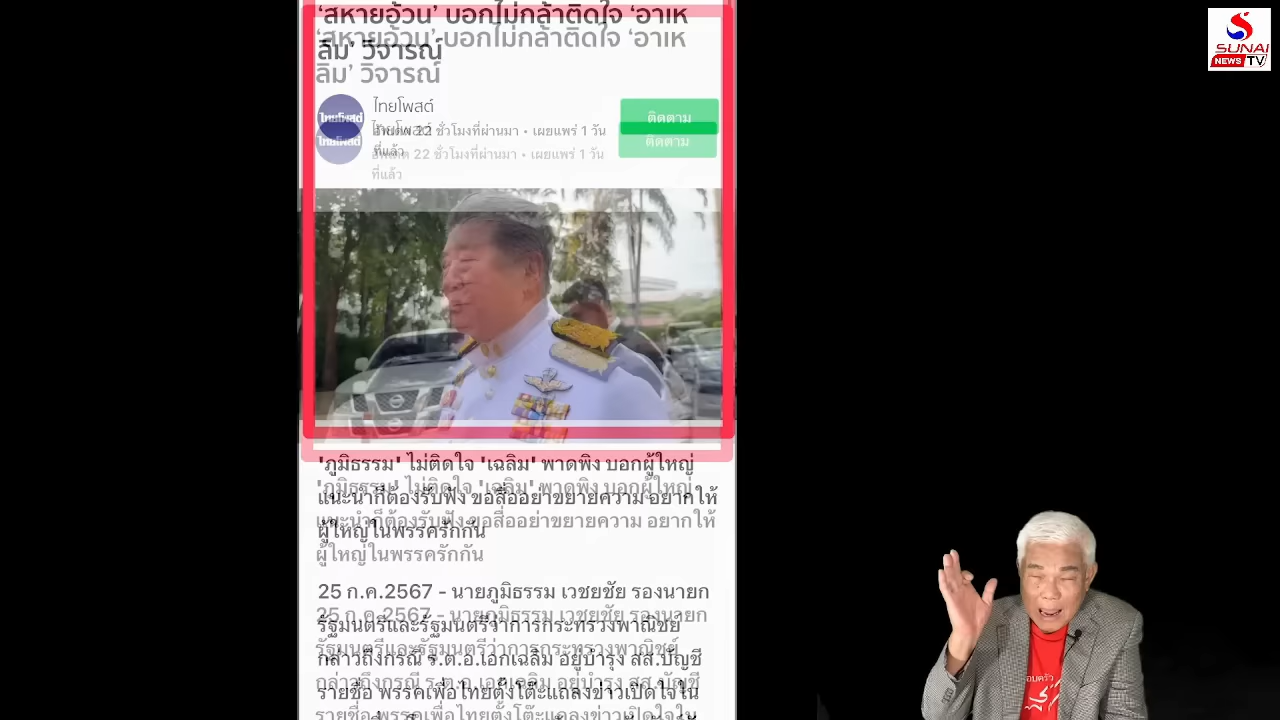 ‘สหายอ้วน’ บอกไม่กล้าติดใจ ‘อาเห
ลิม’ วิจารณ์
ไทยโพสต์
อัพเดต 22 ชั่วโมงที่ผ่านมา • เผยแพร่ 1 วัน
ที่แล้ว
ติดตาม
SUNAI
NEWS TV
'ภูมิธรรม' ไม่ติดใจ 'เฉลิม' พาดพิง บอกผู้ใหญ่
แนะนำก็ต้องรับฟัง ขอสื่ออย่าขยายความ อยากให้
ผู้ใหญ่ในพรรครักกัน
25 ก.ค.2567 - นายภูมิธรรม เวชยชัย รองนายก
รัฐมนตรีและรัฐมนตรีว่าการกระทรวงพาณิชย์
กล่าวถึงกรณี ร.ต.อ.เฉลิม อยู่บำรุง สส.บัญชี
รายชื่อ พรรคเพื่อไทยตั้งโต๊ะแถลงข่าวเปิดใจใน